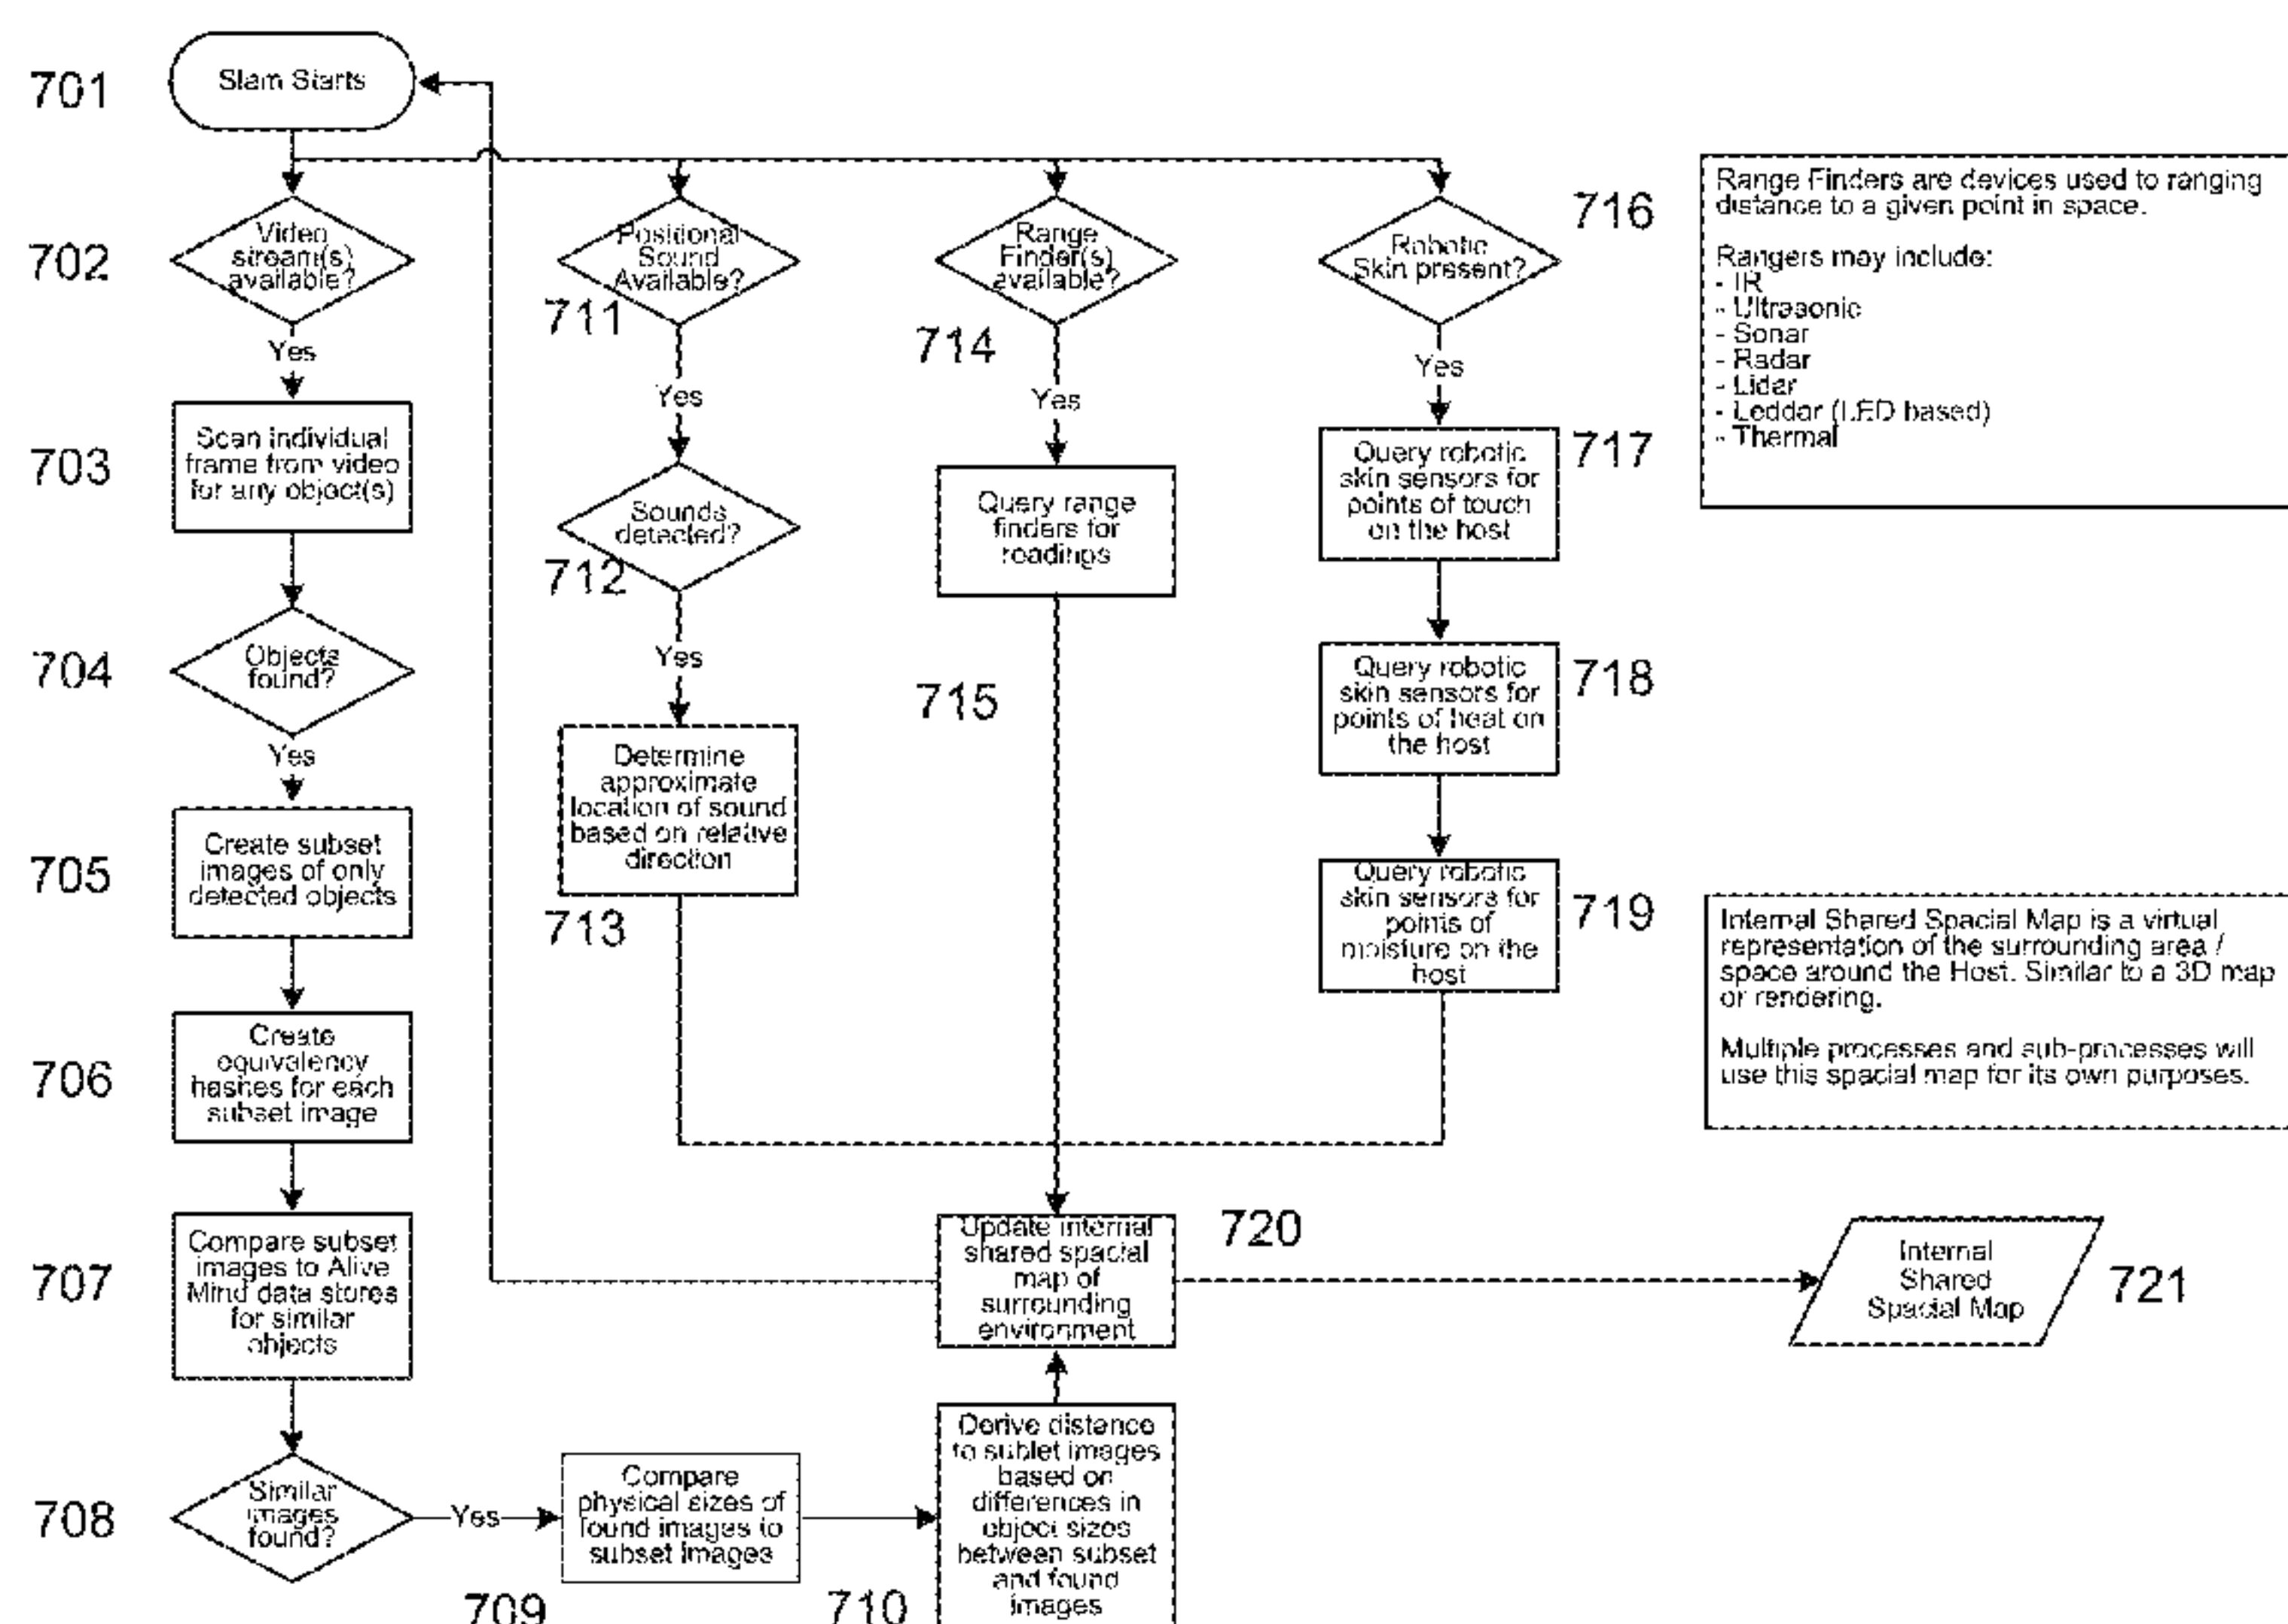 701
Slam Starts
702
Video
stream(s)
available?
Yes
703
Scan individual
frame from video
for any object(s)
704
Objects
found?
Yes
705
Create subset
images of only
detected objects
706
Create
equivalency
hashes for each
subset image
707
Compare subset
images to Alive
Mind data stores
for similar
objects
708
Similar
images
found?
Yes
709
Compare
physical sizes of
found images to
subset images
710
Derive distance
to sublet images
based on
differences in
object sizes
between subset
and found
images
Positional
Sound
Available?
711
Yes
Sounds
detected?
712
Yes
Determine
approximate
location of sound
based on relative
direction
713
Range
Finder(s)
available?
714
Yes
Query range
finders for
readings
715
Robotic
Skin present?
716
Yes
Query robotic
skin sensors for
points of touch
on the host
717
Query robotic
skin sensors for
points of heat on
the host
718
Query robotic
skin sensors for
points of
moisture on the
host
719
Update internal
shared spacial
map of
surrounding
environment
720
Internal
Shared
Spacial Map
721
Range Finders are devices used to ranging
distance to a given point in space.
Rangers may include:
- IR
- Ultrasonic
- Sonar
- Radar
- Lidar
- Leddar (LED based)
- Thermal
Internal Shared Spacial Map is a virtual
representation of the surrounding area /
space around the Host. Similar to a 3D map
or rendering.
Multiple processes and sub-processes will
use this spacial map for its own purposes.